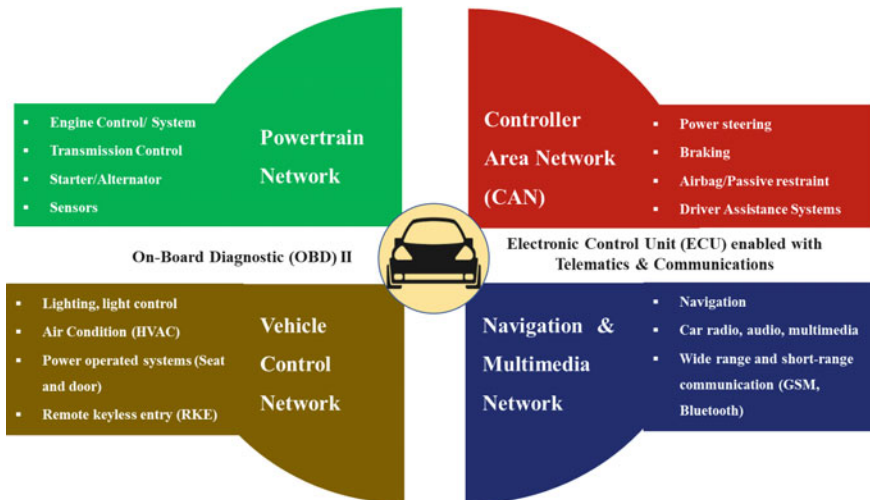 ▪ Engine Control/ System
▪ Transmission Control
▪ Starter/Alternator
▪ Sensors
Powertrain
Network
Controller
Area Network
(CAN)
▪ Power steering
▪ Braking
▪ Airbag/Passive restraint
▪ Driver Assistance Systems
On-Board Diagnostic (OBD) II
Electronic Control Unit (ECU) enabled with
Telematics & Communications
▪ Lighting, light control
▪ Air Condition (HVAC)
▪ Power operated systems (Seat
and door)
▪ Remote keyless entry (RKE)
Vehicle
Control
Network
Navigation &
Multimedia
Network
▪ Navigation
▪ Car radio, audio, multimedia
▪ Wide range and short-range
communication (GSM,
Bluetooth)